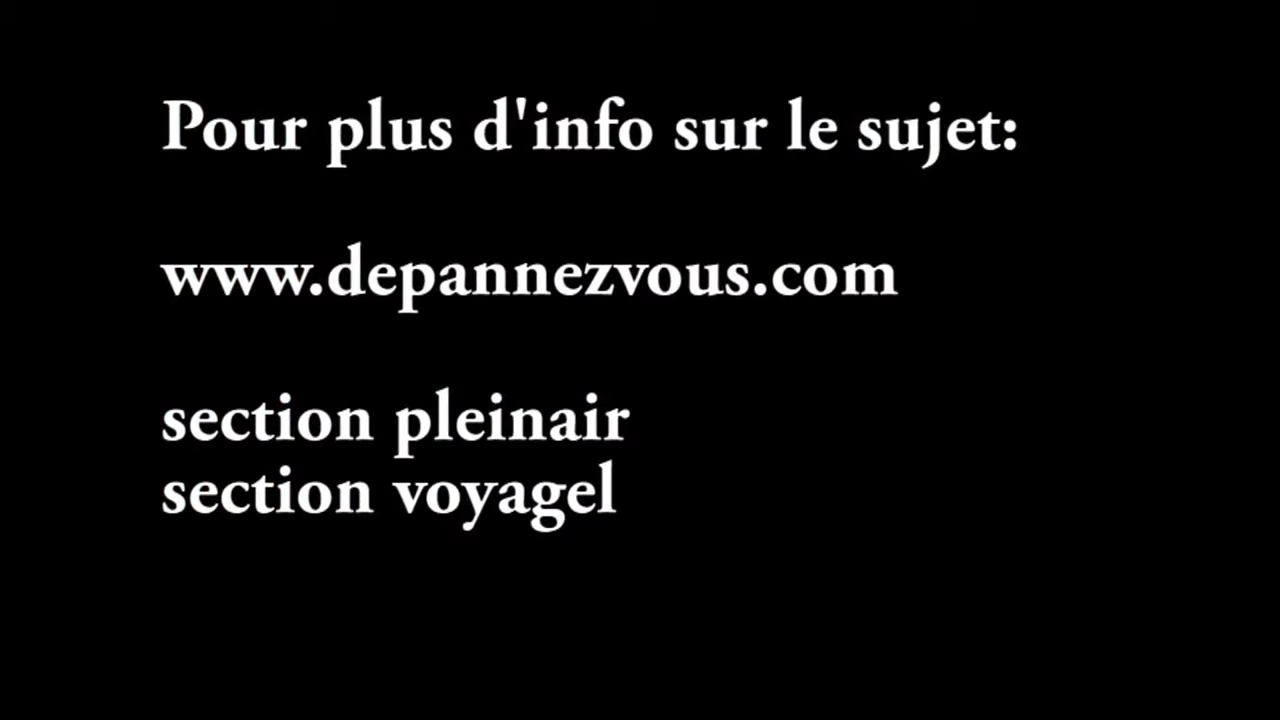 Pour plus d'info sur le sujet:
www.depannezvous.com
section pleinair
section voyagel